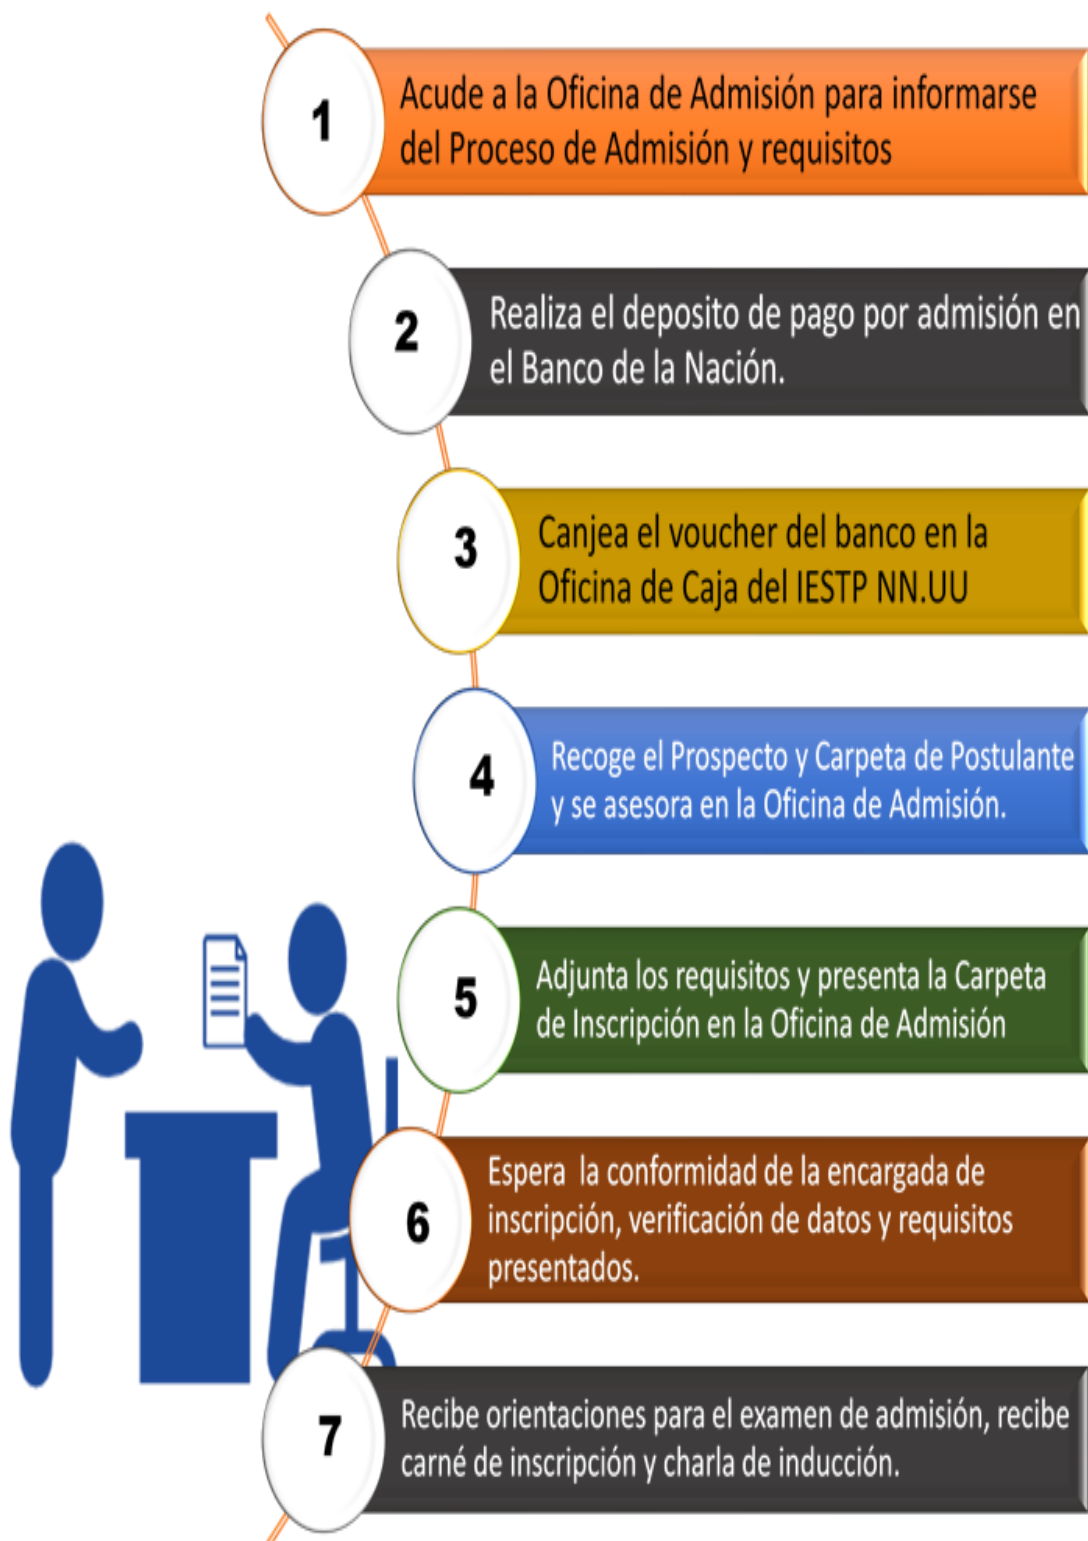 1
Acude a la Oficina de Admisión para informarse
del Proceso de Admisión y requisitos
2
Realiza el deposito de pago por admisión en
el Banco de la Nación.
3
Canjea el voucher del banco en la
Oficina de Caja del IESTP NN.UU
4
Recoge el Prospecto y Carpeta de Postulante
y se asesora en la Oficina de Admisión.
5
Adjunta los requisitos y presenta la Carpeta
de Inscripción en la Oficina de Admisión
6
Espera  la conformidad de la encargada de
inscripción, verificación de datos y requisitos
presentados.
7
Recibe orientaciones para el examen de admisión, recibe
carné de inscripción y charla de inducción.